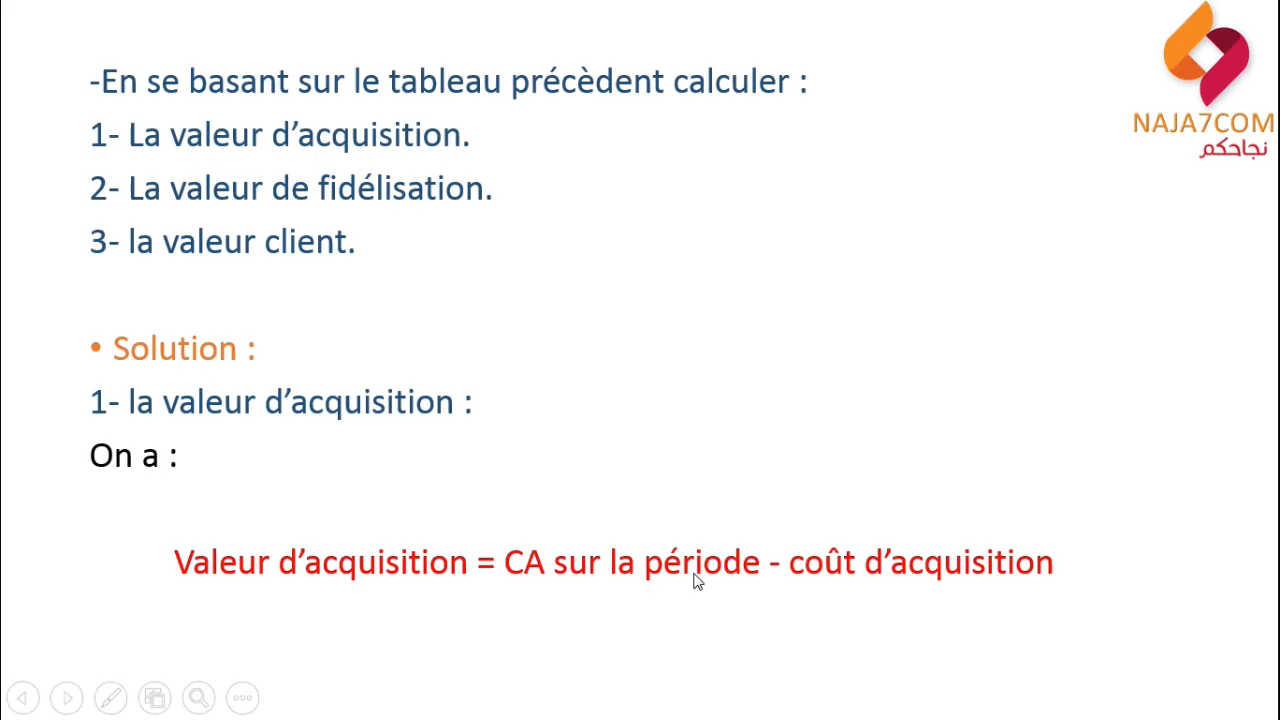 -En se basant sur le tableau précèdent calculer :
1- La valeur d’acquisition.
2- La valeur de fidélisation.
3- la valeur client.
• Solution :
1- la valeur d’acquisition :
On a :
Valeur d’acquisition = CA sur la période - coût d’acquisition
NAJA7COM
نجاحكم